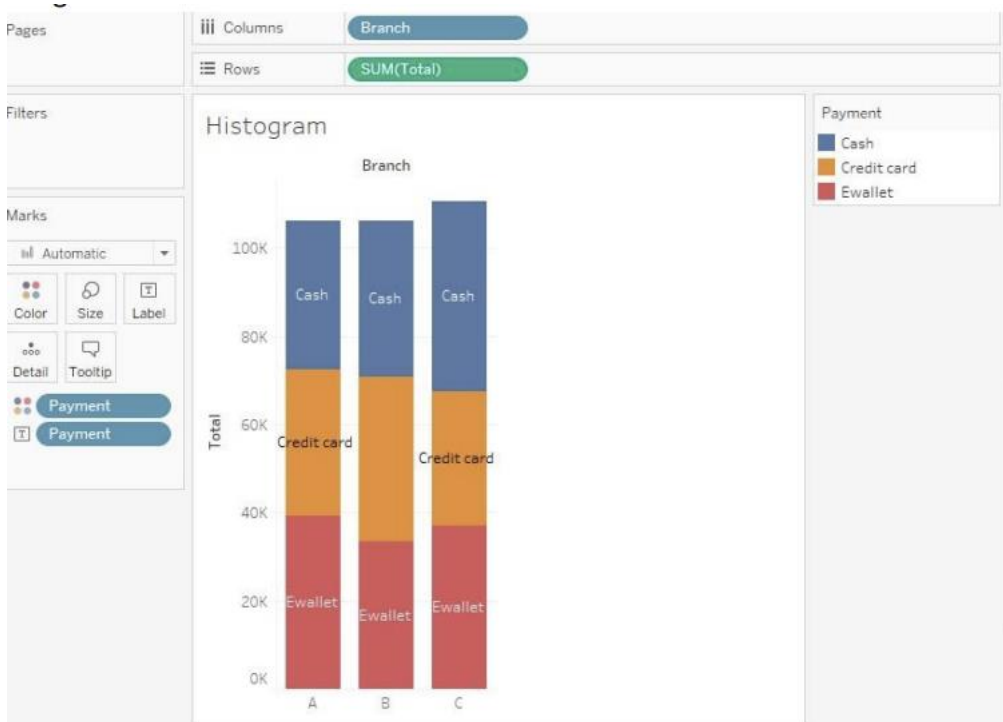 Pages
Columns
Branch
Rows
SUM(Total)
Filters
Marks
Automatic
Color
Size
Label
Detail
Tooltip
Payment
Payment
Histogram
Branch
100K
80K
60K
40K
20K
0K
Total
Cash
Cash
Cash
Credit card
Credit card
Ewallet
Ewallet
Ewallet
A
B
C
Payment
Cash
Credit card
Ewallet